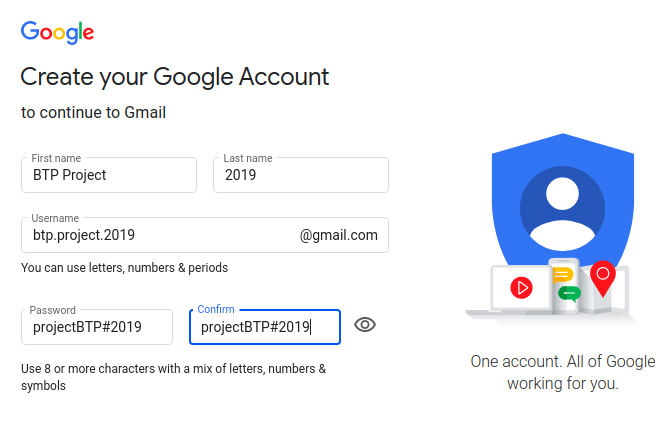 Google
Create your Google Account
to continue to Gmail
First name
BTP Project
Last name
2019
Username
btp.project.2019 @gmail.com
You can use letters, numbers & periods
Password
projectBTP#2019
Confirm
projectBTP#2019
Use 8 or more characters with a mix of letters, numbers &
symbols
One account. All of Google
working for you.